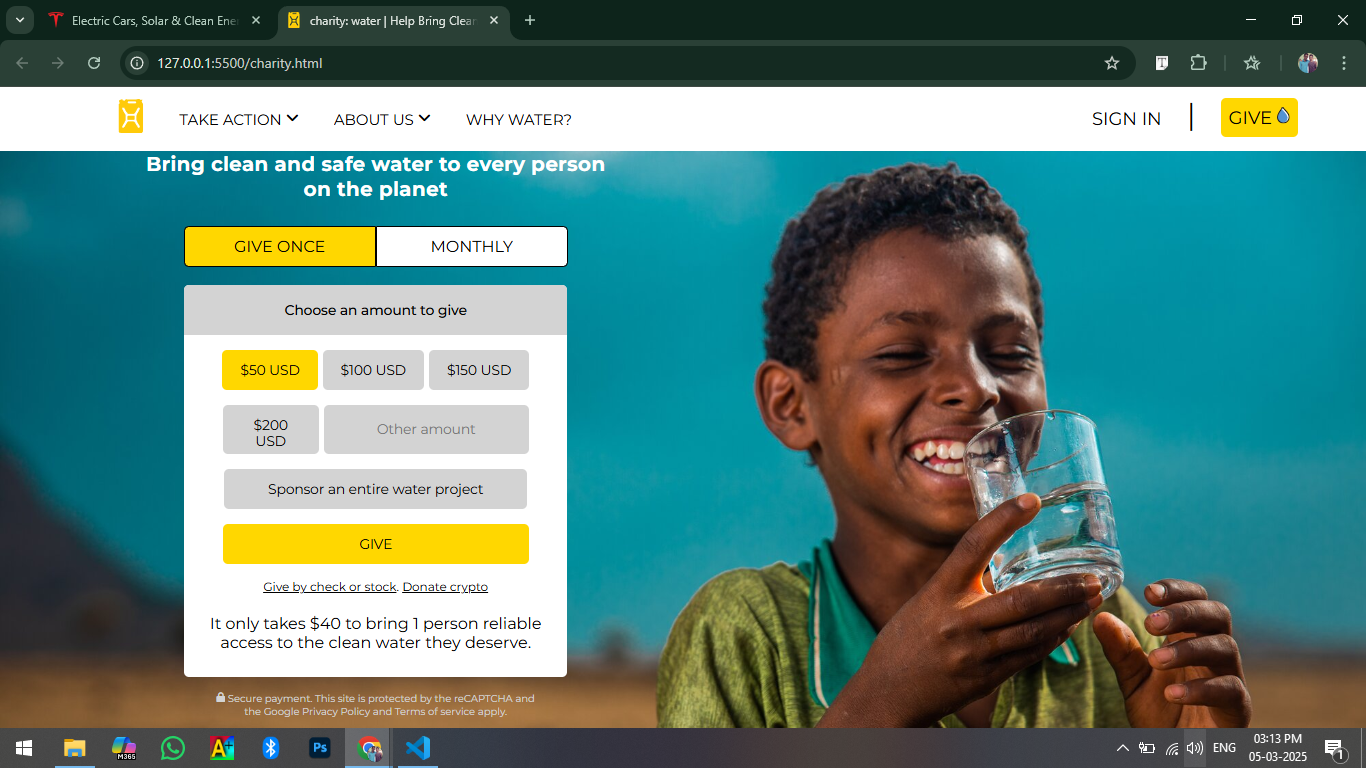 Electric Cars, Solar & Clean Ene
charity: water | Help Bring Clean
127.0.0.1:5500/charity.html
TAKE ACTION ABOUT US WHY WATER? SIGN IN GIVE
Bring clean and safe water to every person
on the planet
GIVE ONCE MONTHLY
Choose an amount to give
$50 USD $100 USD $150 USD
$200
USD
Other amount
Sponsor an entire water project
GIVE
Give by check or stock. Donate crypto
It only takes $40 to bring 1 person reliable
access to the clean water they deserve.
Secure payment. This site is protected by the reCAPTCHA and
the Google Privacy Policy and Terms of service apply.
M365
Ps
ENG
03:13 PM
05-03-2025
1